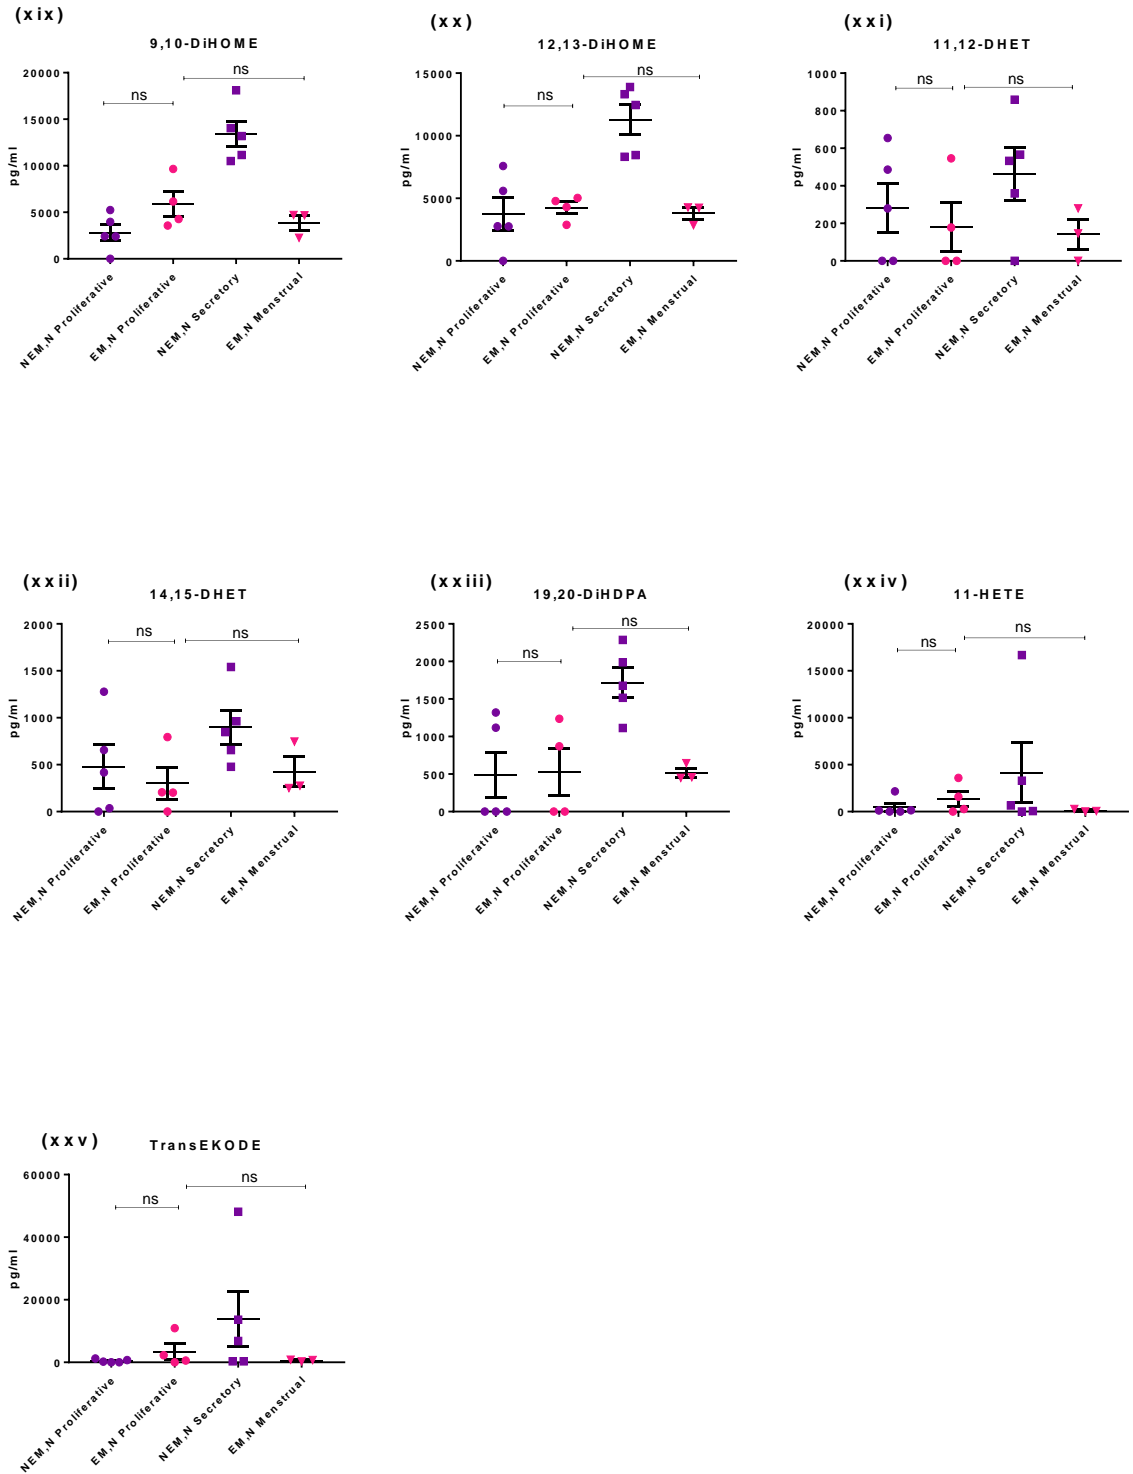 (xix)
9,10-DiHOME
ns
ns
20000
15000
10000
5000
0
pg/ml
NEM,N Proliferative
EM,N Proliferative
NEM,N Secretory
EM,N Menstrual
(xx)
12,13-DiHOME
ns
ns
15000
10000
5000
0
pg/ml
NEM,N Proliferative
EM,N Proliferative
NEM,N Secretory
EM,N Menstrual
(xxi)
11,12-DHET
ns
ns
1000
800
600
400
200
0
pg/ml
NEM,N Proliferative
EM,N Proliferative
NEM,N Secretory
EM,N Menstrual
(xxii)
14,15-DHET
ns
ns
2000
1500
1000
500
0
pg/ml
NEM,N Proliferative
EM,N Proliferative
NEM,N Secretory
EM,N Menstrual
(xxiii)
19,20-DiHDPA
ns
ns
2500
2000
1500
1000
500
0
pg/ml
NEM,N Proliferative
EM,N Proliferative
NEM,N Secretory
EM,N Menstrual
(xxiv)
11-HETE
ns
ns
20000
15000
10000
5000
0
pg/ml
NEM,N Proliferative
EM,N Proliferative
NEM,N Secretory
EM,N Menstrual
(xxv)
TransEKODE
ns
ns
60000
40000
20000
0
pg/ml
NEM,N Proliferative
EM,N Proliferative
NEM,N Secretory
EM,N Menstrual